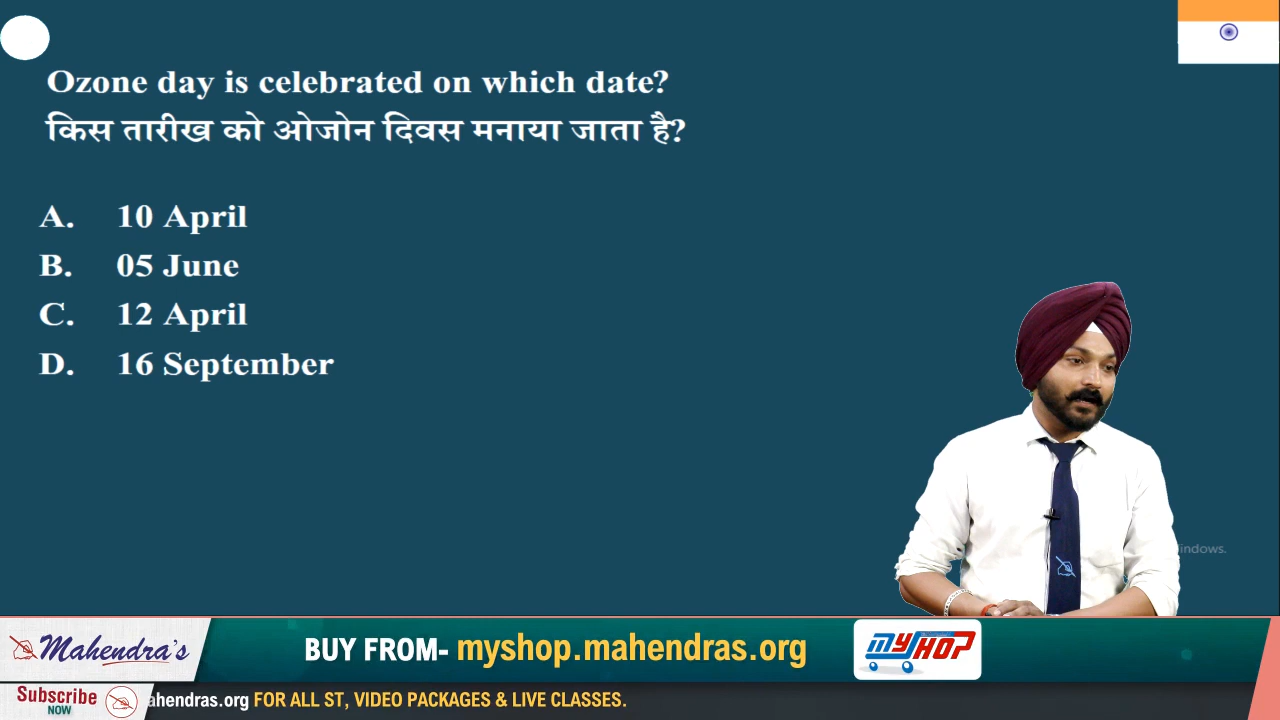 Ozone day is celebrated on which date?
किस तारीख को ओजोन दिवस मनाया जाता है?
A. 10 April
B. 05 June
C. 12 April
D. 16 September
indows.
Mahendra's
BUY FROM- myshop.mahendras.org
MY SHOP
Subscribe
NOW
ahendras.org FOR ALL ST, VIDEO PACKAGES & LIVE CLASSES.